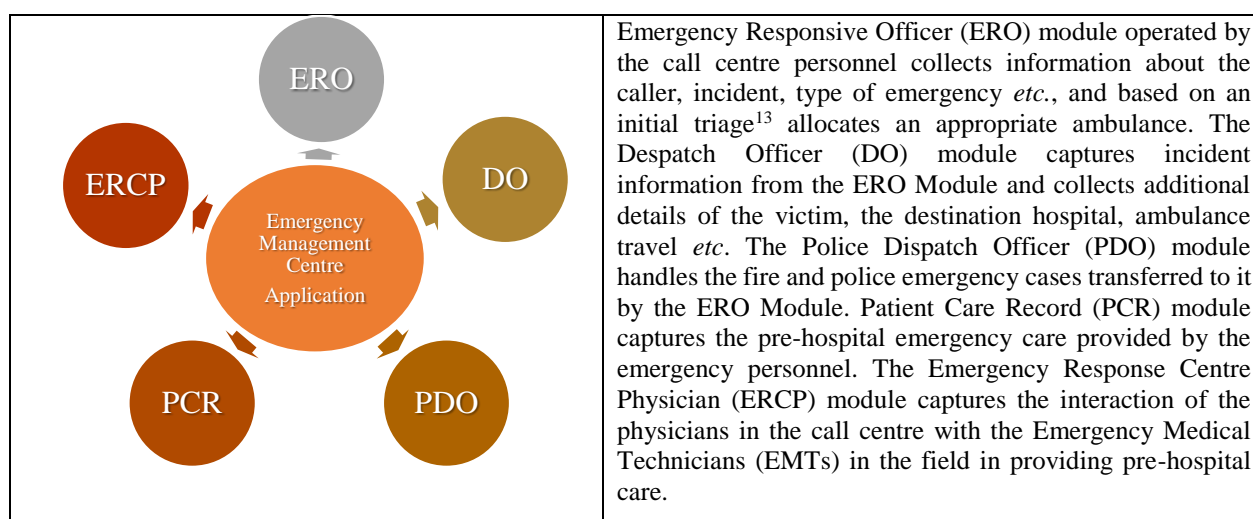 ERO
DO
ERCP
Emergency
Management
Centre
Application
PCR
PDO
Emergency Responsive Officer (ERO) module operated by
the call centre personnel collects information about the
caller, incident, type of emergency etc., and based on an
initial triage13 allocates an appropriate ambulance. The
Despatch Officer (DO) module captures incident
information from the ERO Module and collects additional
details of the victim, the destination hospital, ambulance
travel etc. The Police Dispatch Officer (PDO) module
handles the fire and police emergency cases transferred to it
by the ERO Module. Patient Care Record (PCR) module
captures the pre-hospital emergency care provided by the
emergency personnel. The Emergency Response Centre
Physician (ERCP) module captures the interaction of the
physicians in the call centre with the Emergency Medical
Technicians (EMTs) in the field in providing pre-hospital
care.